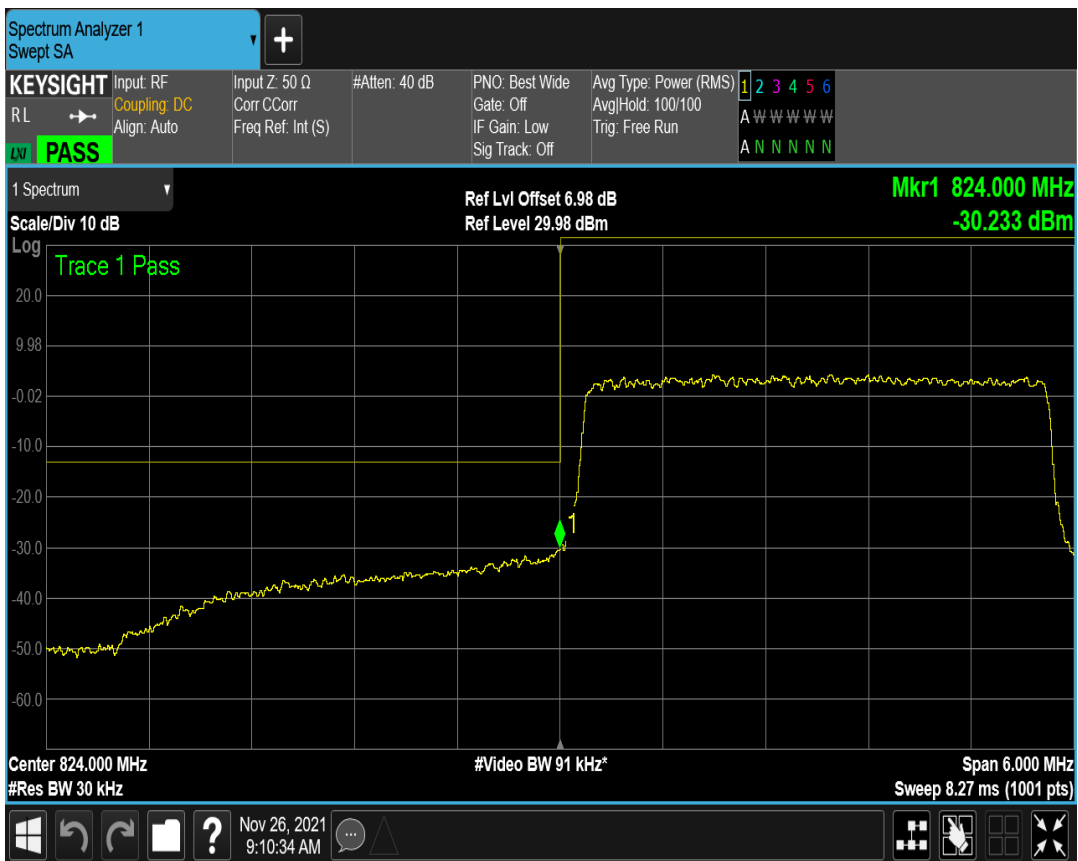 Spectrum Analyzer 1
Swept SA
+
KEYSIGHT
RL
LXI PASS
Input: RF
Coupling: DC
Align: Auto
Input Z: 50 Ω
Corr CCorr
Freq Ref: Int (S)
#Atten: 40 dB
PNO: Best Wide
Gate: Off
IF Gain: Low
Sig Track: Off
Avg Type: Power (RMS)
Avg|Hold: 100/100
Trig: Free Run
1 2 3 4 5 6
A W W W W W
A N N N N N
1 Spectrum
Scale/Div 10 dB
Ref Lvl Offset 6.98 dB
Ref Level 29.98 dBm
Mkr1 824.000 MHz
-30.233 dBm
Log
Trace 1 Pass
20.0
9.98
-0.02
-10.0
-20.0
1
-30.0
-40.0
-50.0
-60.0
Center 824.000 MHz
#Res BW 30 kHz
#Video BW 91 kHz*
Span 6.000 MHz
Sweep 8.27 ms (1001 pts)
?
Nov 26, 2021
9:10:34 AM